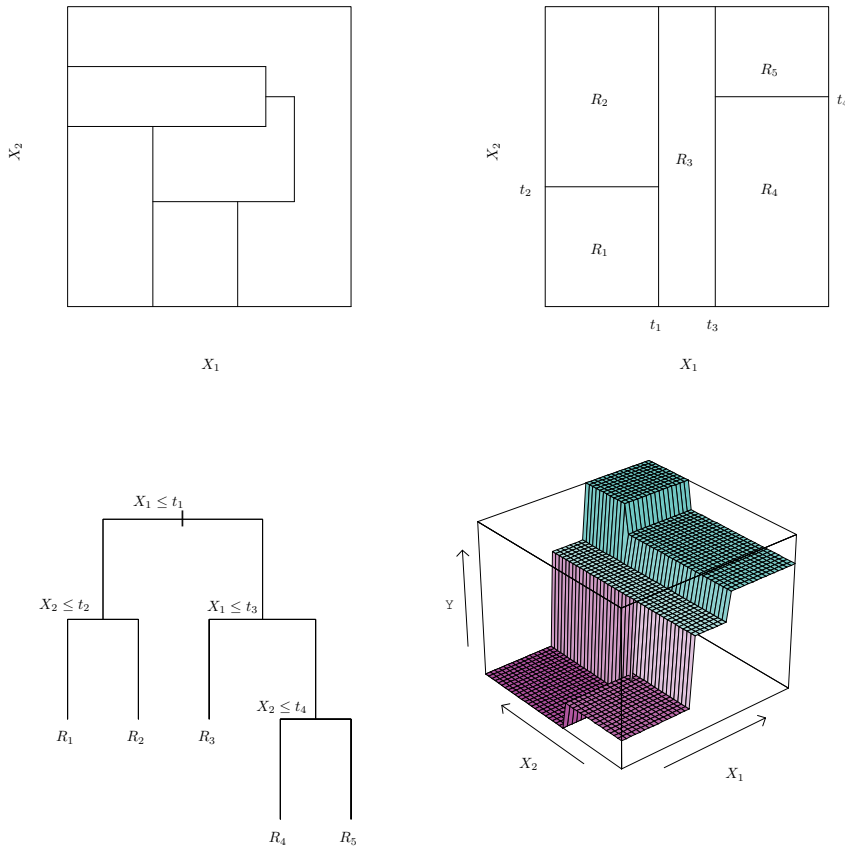 X₂
X₁
R₅
R₂
R₃
R₄
R₁
X₂
t₂
t₁
t₃
X₁
X₁ ≤ t₁
X₂ ≤ t₂
X₁ ≤ t₃
X₂ ≤ t₄
R₁
R₂
R₃
R₄
R₅
Y
X₂
X₁